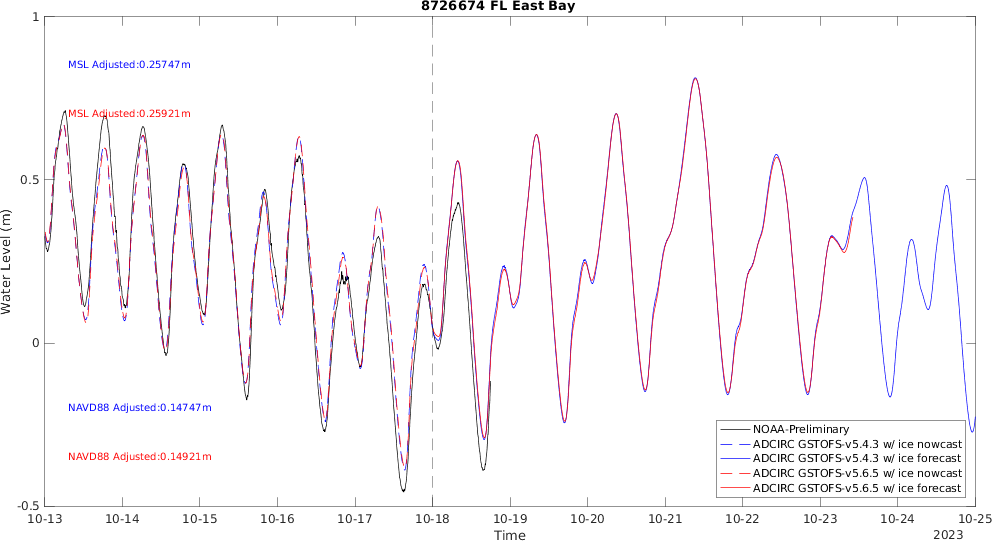 8726674 FL East Bay
1
0.5
0
-0.5
Water Level (m)
MSL Adjusted:0.25747m
MSL Adjusted:0.25921m
NAVD88 Adjusted:0.14747m
NAVD88 Adjusted:0.14921m
NOAA-Preliminary
ADCIRC GSTOFS-v5.4.3 w/ ice nowcast
ADCIRC GSTOFS-v5.4.3 w/ ice forecast
ADCIRC GSTOFS-v5.6.5 w/ ice nowcast
ADCIRC GSTOFS-v5.6.5 w/ ice forecast
10-13 10-14 10-15 10-16 10-17 10-18 10-19 10-20 10-21 10-22 10-23 10-24 10-25
Time
2023